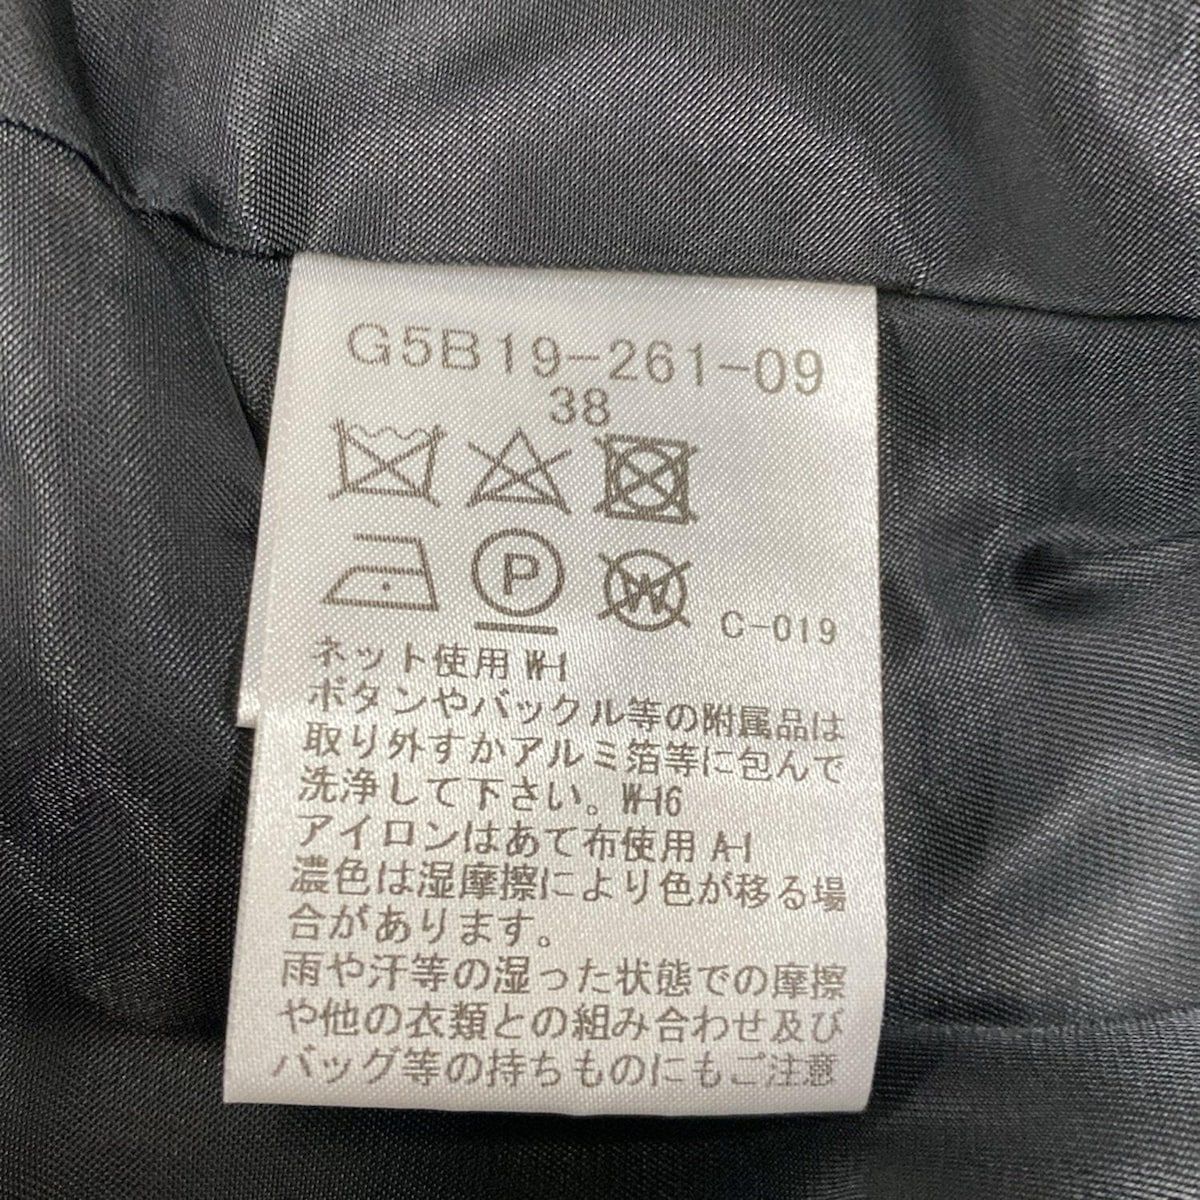 G5B19-261-09
38
P
W
C-019
ネット使用 W-1
ボタンやバックル等の附属品は
取り外すかアルミ箔等に包んで
洗浄して下さい。W-16
アイロンはあて布使用 A-1
濃色は湿摩擦により色が移る場
合があります。
雨や汗等の湿った状態での摩擦
や他の衣類との組み合わせ及び
バッグ等の持ちものにもご注意